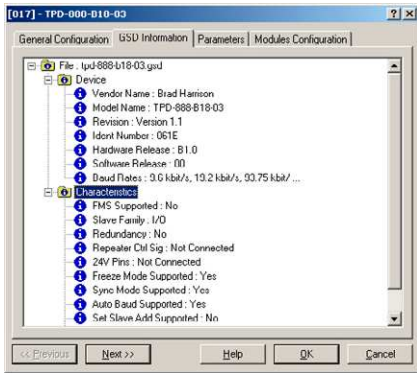 [017] - TPD-000-B10-03
General Configuration GSD Information Parameters Modules Configuration
File : tpd-888-b18-03.gsd
Device
Vendor Name : Brad Harrison
Model Name : TPD-888-B18-03
Revision : Version 1.1
Ident Number : 061E
Hardware Release : B1.0
Software Release : 00
Baud Rates : 9.6 kbit/s, 19.2 kbit/s, 93.75 kbit/ ...
Characteristics
FMS Supported : No
Slave Family : I/O
Redundancy : No
Repeater Ctrl Sig : Not Connected
24V Pins : Not Connected
Freeze Mode Supported : Yes
Sync Mode Supported : Yes
Auto Baud Supported : Yes
Set Slave Add Supported : No
<< Previous Next >> Help OK Cancel